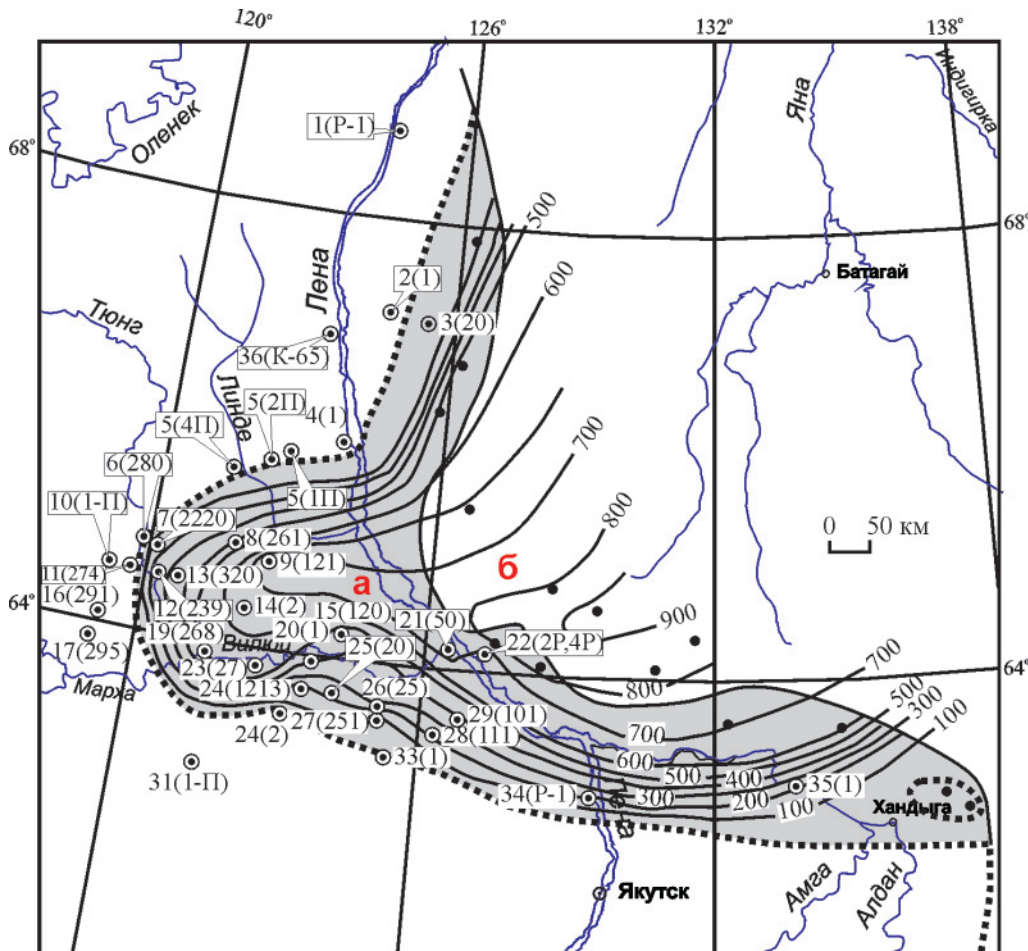 120°
126°
132°
138°
Оленек
Яна
Индигирка
1(Р-1)
68°
68°
500
600
Лена
2(1)
Батагай
Тюнг
3(20)
36(К-65)
Линде
5(2П)
4(1)
5(4П)
700
6(280)
5(1П)
800
10(1-П)
7(2220)
0 50 км
8(261)
9(121)
а
б
11(274)
13(320)
16(291)
12(239)
14(2)
15(120)
21(50)
900
64°
19(268)
20(1)
22(2Р,4Р)
17(295)
Вилюй
25(20)
64°
23(27)
700
Марха
24(1213)
26(25)
800
500
24(2)
27(251)
29(101)
700
300
28(111)
600
100
31(1-П)
33(1)
500
400
35(1)
34(Р-1)
300
200
100
Хандыга
Лена
Якутск
Амга
Алдан